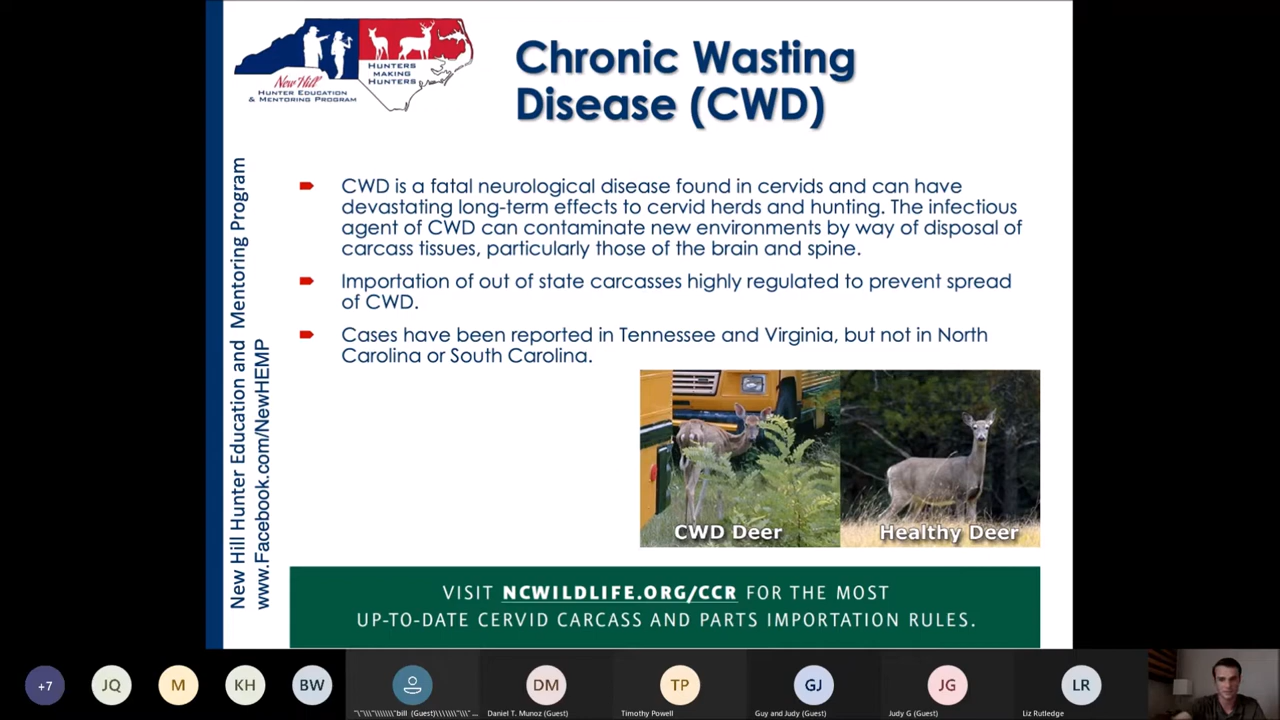 New Hill
HUNTER EDUCATION
& MENTORING PROGRAM
HUNTERS
MAKING
HUNTERS
Chronic Wasting
Disease (CWD)
New Hill Hunter Education and Mentoring Program
www.Facebook.com/NewHEMP
CWD is a fatal neurological disease found in cervids and can have
devastating long-term effects to cervid herds and hunting. The infectious
agent of CWD can contaminate new environments by way of disposal of
carcass tissues, particularly those of the brain and spine.
Importation of out of state carcasses highly regulated to prevent spread
of CWD.
Cases have been reported in Tennessee and Virginia, but not in North
Carolina or South Carolina.
CWD Deer
Healthy Deer
VISIT NCWILDLIFE.ORG/CCR FOR THE MOST
UP-TO-DATE CERVID CARCASS AND PARTS IMPORTATION RULES.
+7
JQ
M
KH
BW
DM
TP
GJ
JG
LR
"\"\\"\\\\\\\"bill (Guest)\\\\\\\"\\" ...
Daniel T. Munoz (Guest)
Timothy Powell
Guy and Judy (Guest)
Judy G (Guest)
Liz Rutledge